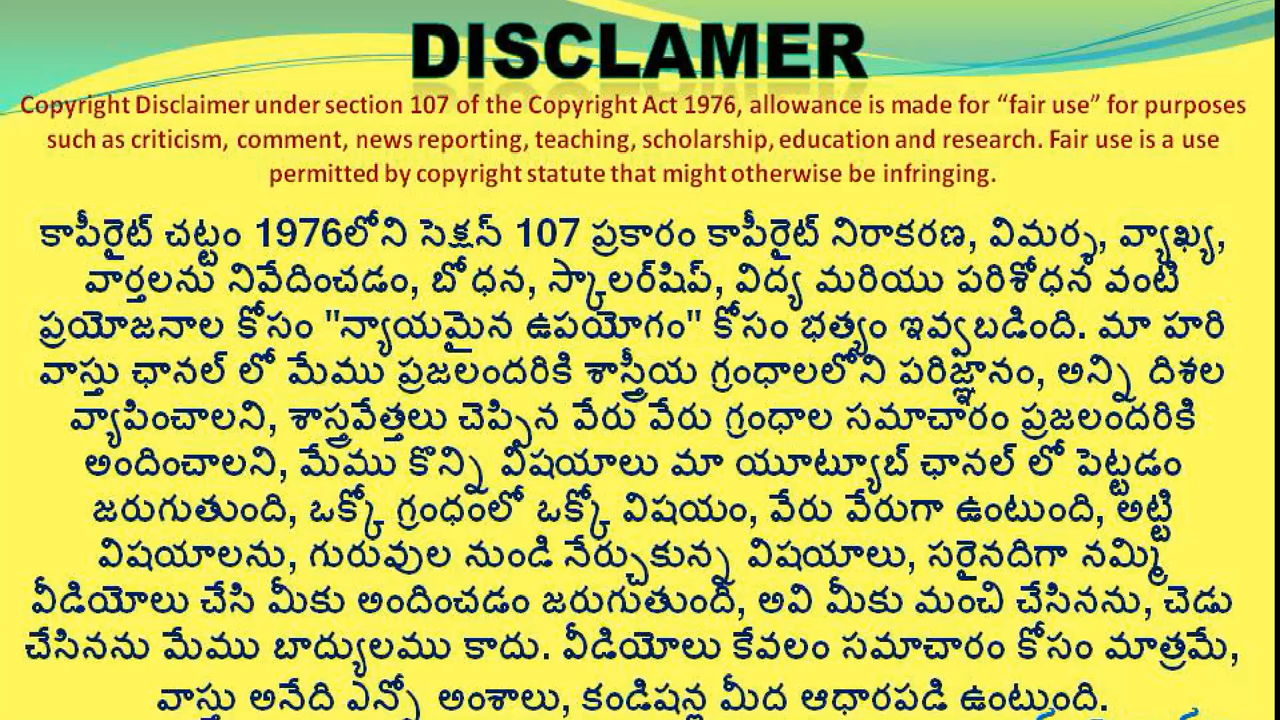 DISCLAMER
Copyright Disclaimer under section 107 of the Copyright Act 1976, allowance is made for “fair use” for purposes
such as criticism, comment, news reporting, teaching, scholarship, education and research. Fair use is a use
permitted by copyright statute that might otherwise be infringing.
కాపీరైట్ చట్టం 1976లోని సెక్షన్ 107 ప్రకారం కాపీరైట్ నిరాకరణ, విమర్శ, వ్యాఖ్య,
వార్తలను నివేదించడం, బోధన, స్కాలర్‌షిప్, విద్య మరియు పరిశోధన వంటి
ప్రయోజనాల కోసం "న్యాయమైన ఉపయోగం" కోసం భత్యం ఇవ్వబడింది. మా హరి
వాస్తు ఛానల్ లో మేము ప్రజలందరికి శాస్త్రీయ గ్రంధాలలోని పరిజ్ఞానం, అన్ని దిశల
వ్యాపించాలని, శాస్త్రవేత్తలు చెప్పిన వేరు వేరు గ్రంధాల సమాచారం ప్రజలందరికి
అందించాలని, మేము కొన్ని విషయాలు మా యూట్యూబ్ ఛానల్ లో పెట్టడం
జరుగుతుంది, ఒక్కో గ్రంధంలో ఒక్కో విషయం, వేరు వేరుగా ఉంటుంది, అట్టి
విషయాలను, గురువుల నుండి నేర్చుకున్న విషయాలు, సరైనదిగా నమ్మి
వీడియోలు చేసి మీకు అందించడం జరుగుతుంది, అవి మీకు మంచి చేసినను, చెడు
చేసినను మేము బాద్యులము కాదు. వీడియోలు కేవలం సమాచారం కోసం మాత్రమే,
వాస్తు అనేది ఎన్నో అంశాలు, కండిషన్ల మీద ఆధారపడి ఉంటుంది.